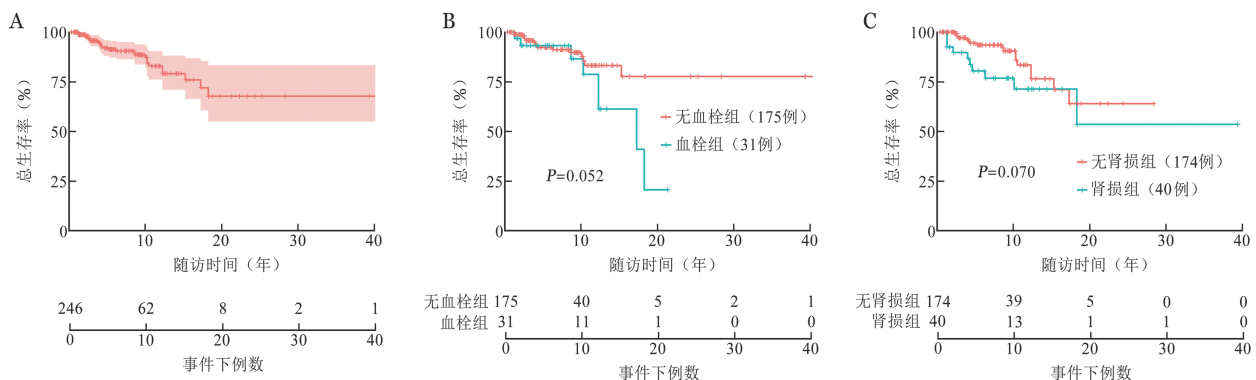 A
100
75
50
25
0
总生存率（%）
10 20 30 40
随访时间（年）
246 62 8 2 1
0 10 20 30 40
事件下例数
B
100
75
50
25
0
总生存率（%）
无血栓组（175例）
血栓组（31例）
P=0.052
10 20 30 40
随访时间（年）
无血栓组 175 40 5 2 1
血栓组 31 11 1 0 0
0 10 20 30 40
事件下例数
C
100
75
50
25
0
总生存率（%）
无肾损组（174例）
肾损组（40例）
P=0.070
10 20 30 40
随访时间（年）
无肾损组 174 39 5 0 0
肾损组 40 13 1 1 0
0 10 20 30 40
事件下例数